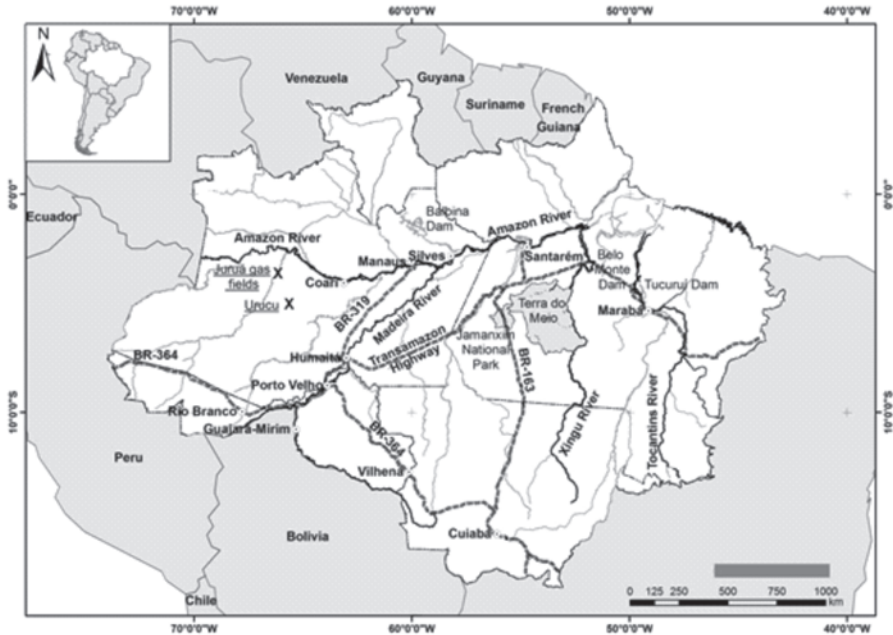 70°0'0"W 60°0'0"W 50°0'0"W 40°0'0"W
N
Venezuela
Guyana
Suriname
French
Guiana
0°0'0"
0°0'0"
Ecuador
Balbina
Dam
Amazon River
Amazon River
Manaus
Silves
Santarém
Belo
Monte
Dam
Juruá gas
fields
X
Coari
Urucu
X
Tucuruí Dam
Terra do
Meio
Marabá
BR-319
Madeira River
Transamazon
Highway
Jamanxim
National
Park
BR-163
BR-364
Humaitá
Porto Velho
Rio Branco
Guajará-Mirim
10°0'0"S
10°0'0"S
BR-364
Xingu River
Tocantins River
Peru
Vilhena
Bolivia
Cuiabá
Chile
0 125 250 500 750 1000
km
70°0'0"W 60°0'0"W 50°0'0"W 40°0'0"W